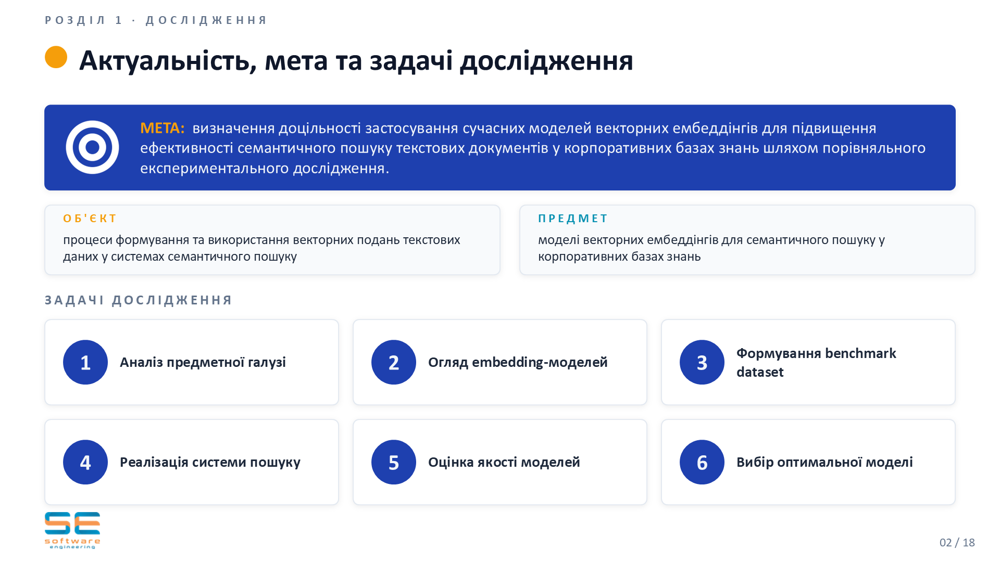 РОЗДІЛ 1 · ДОСЛІДЖЕННЯ
Актуальність, мета та задачі дослідження
МЕТА: визначення доцільності застосування сучасних моделей векторних ембеддінгів для підвищення
ефективності семантичного пошуку текстових документів у корпоративних базах знань шляхом порівняльного
експериментального дослідження.
ОБ'ЄКТ
процеси формування та використання векторних подань текстових
даних у системах семантичного пошуку
ПРЕДМЕТ
моделі векторних ембеддінгів для семантичного пошуку у
корпоративних базах знань
ЗАДАЧІ ДОСЛІДЖЕННЯ
1 Аналіз предметної галузі
2 Огляд embedding-моделей
3 Формування benchmark
dataset
4 Реалізація системи пошуку
5 Оцінка якості моделей
6 Вибір оптимальної моделі
SE
software
engineering
02 / 18